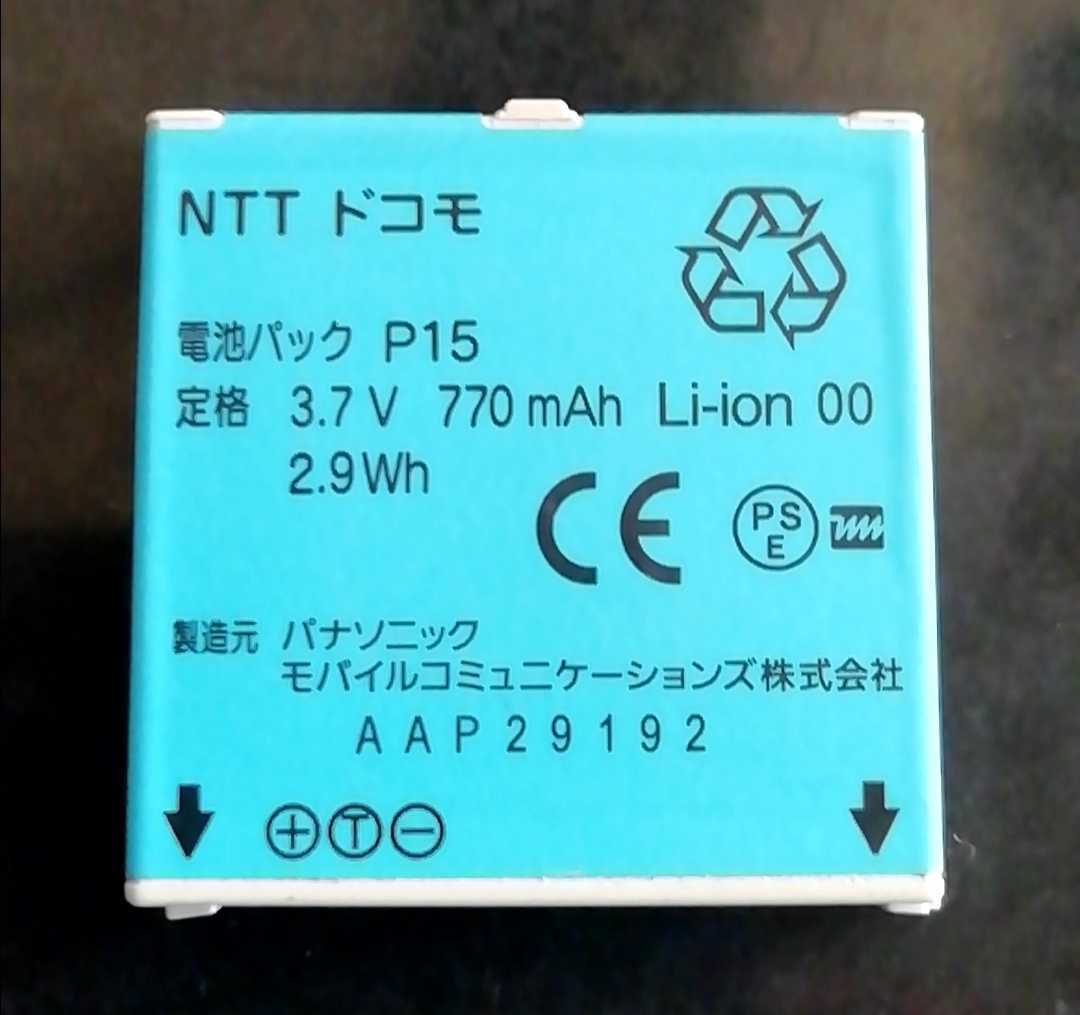 NTT ドコモ
電池パック P15
定格 3.7 V 770 mAh Li-ion 00
2.9 Wh
CE PSE
製造元 パナソニック
モバイルコミュニケーションズ株式会社
AAP29192
+ T −